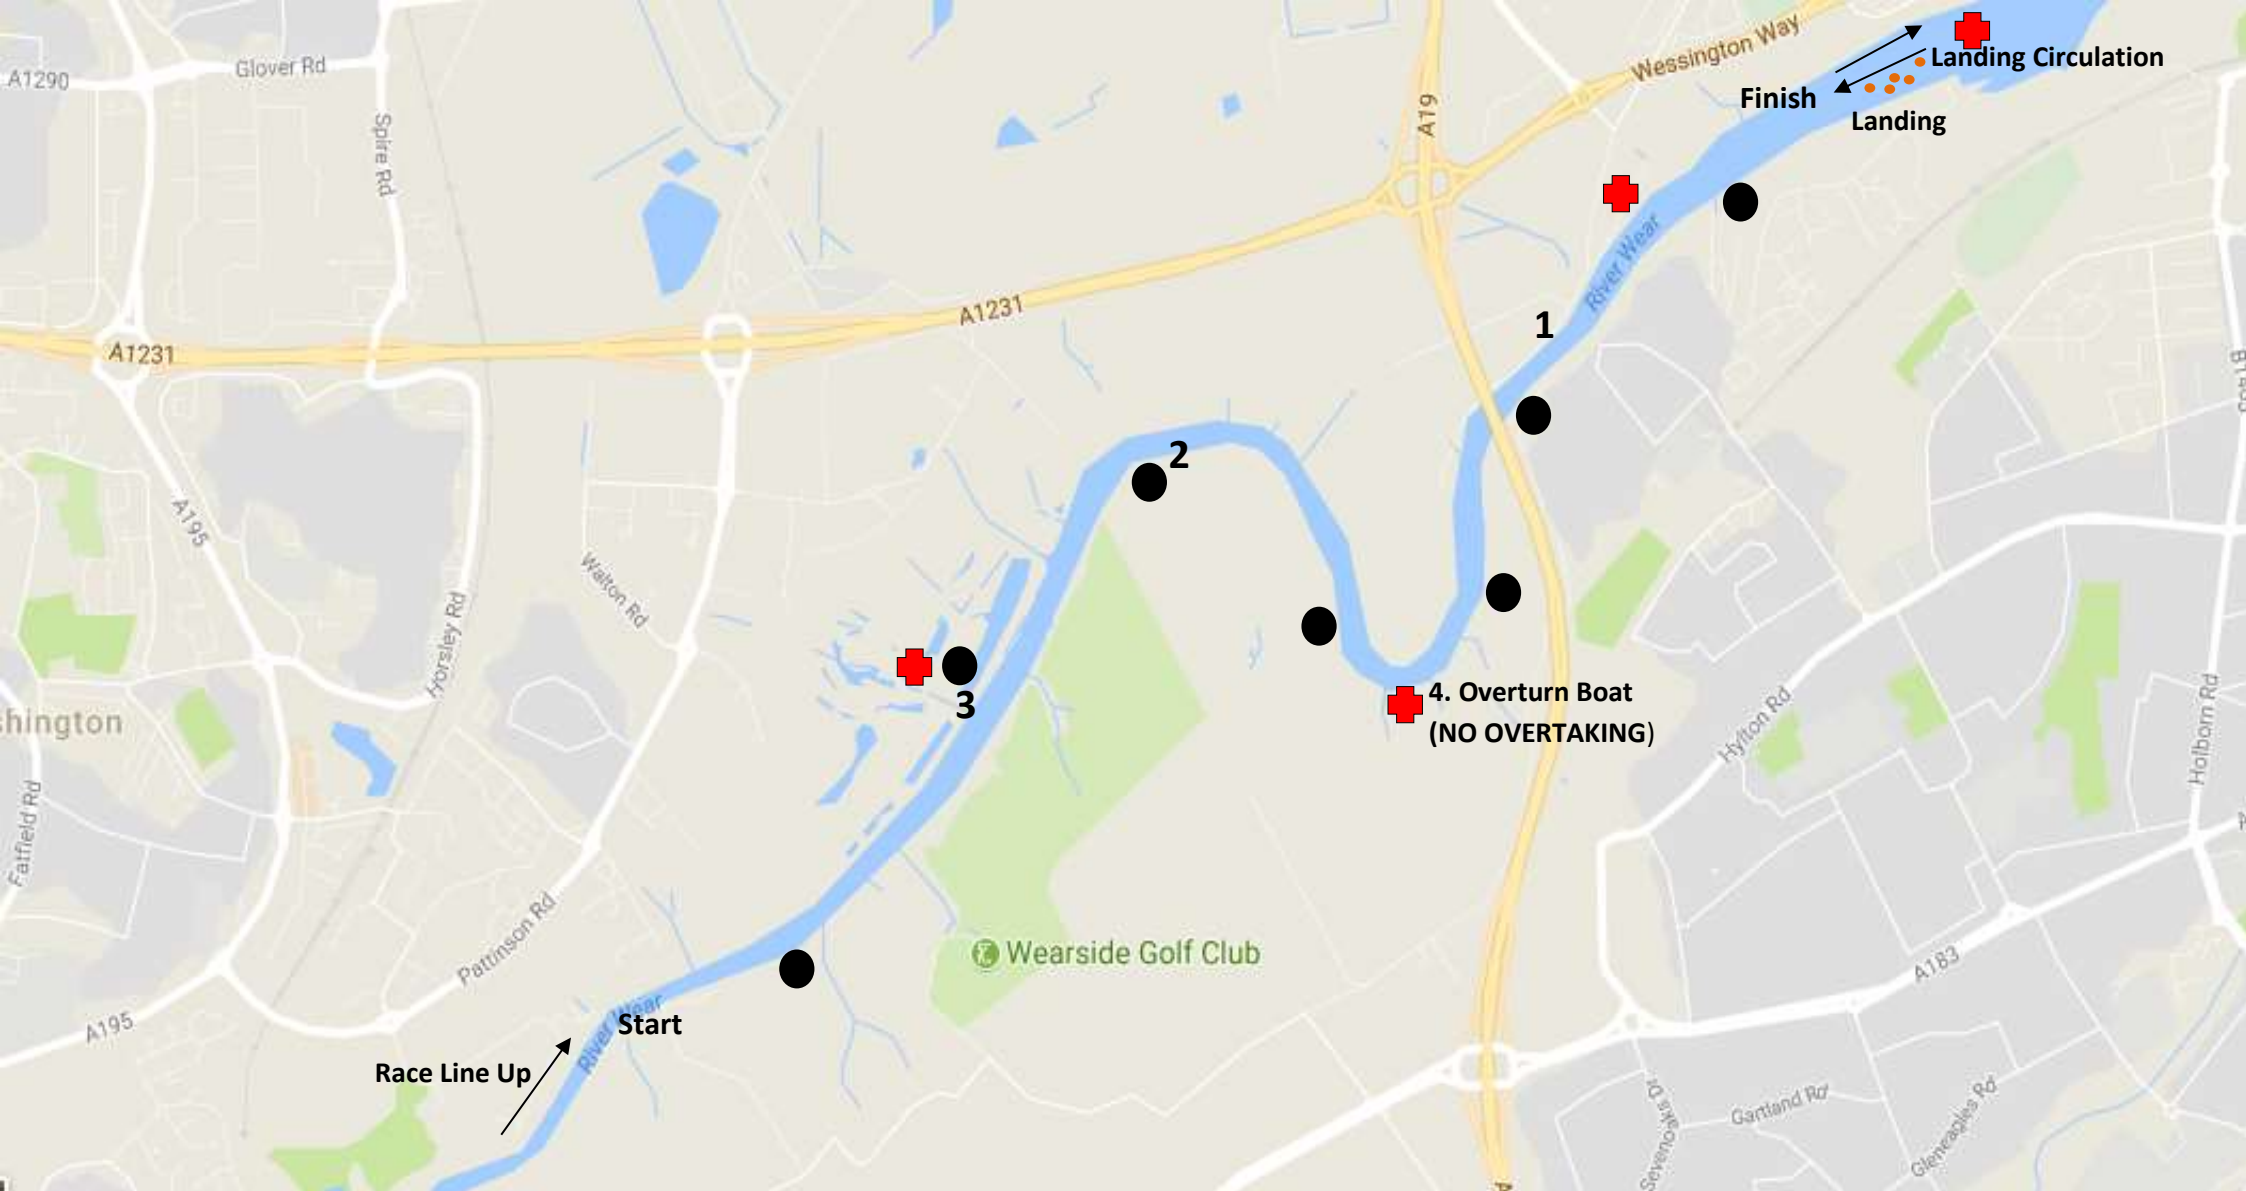 Wessington Way
Landing Circulation
Glover Rd
A1290
Finish
A19
Landing
Spire Rd
River Wear
A1231
1
A1231
2
A195
Walton Rd
Horsley Rd
3
4. Overturn Boat
(NO OVERTAKING)
Hylton Rd
Holborn Rd
shington
Fatfield Rd
Pattinson Rd
Wearside Golf Club
A183
River Wear
Start
A195
Race Line Up
Gartland Rd
Sevenoaks Dr
Gleneagles Rd